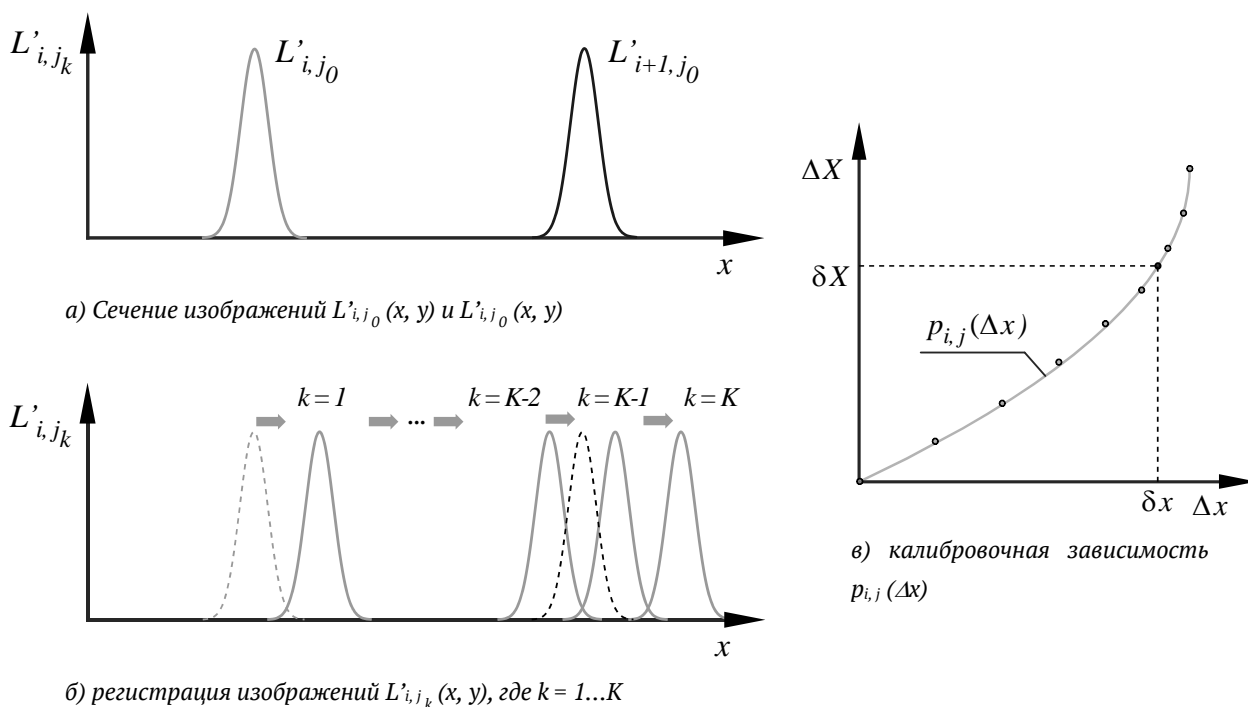 L'i, jk
L'i, j0
L'i+1, j0
x
а) Сечение изображений L'i, j0 (x, y) и L'i, j0 (x, y)
L'i, jk
k = 1
...
k = K-2
k = K-1
k = K
x
б) регистрация изображений L'i, jk (x, y), где k = 1...K
ΔX
δX
pi, j(Δx)
δx
Δx
в) калибровочная зависимость
pi, j (Δx)